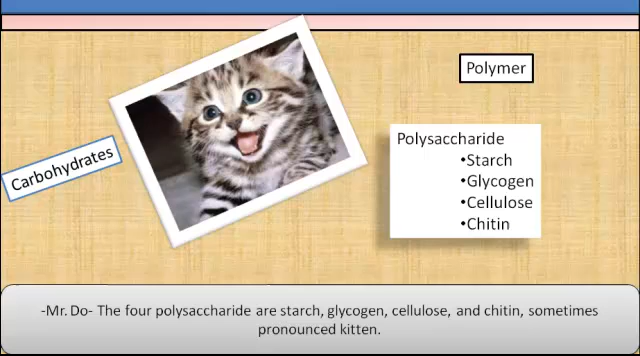 Polymer
Carbohydrates
Polysaccharide
•Starch
•Glycogen
•Cellulose
•Chitin
-Mr. Do- The four polysaccharide are starch, glycogen, cellulose, and chitin, sometimes
pronounced kitten.